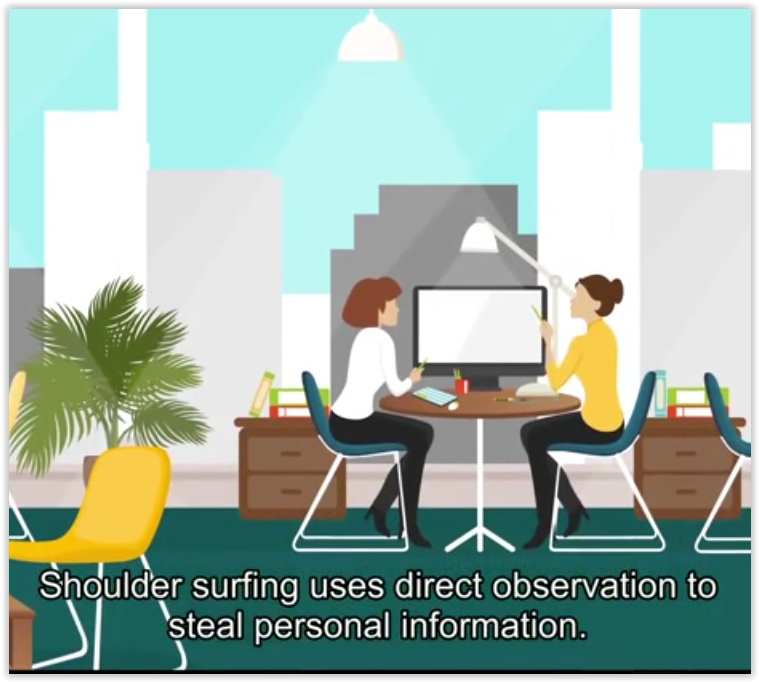 Shoulder surfing uses direct observation to
steal personal information.